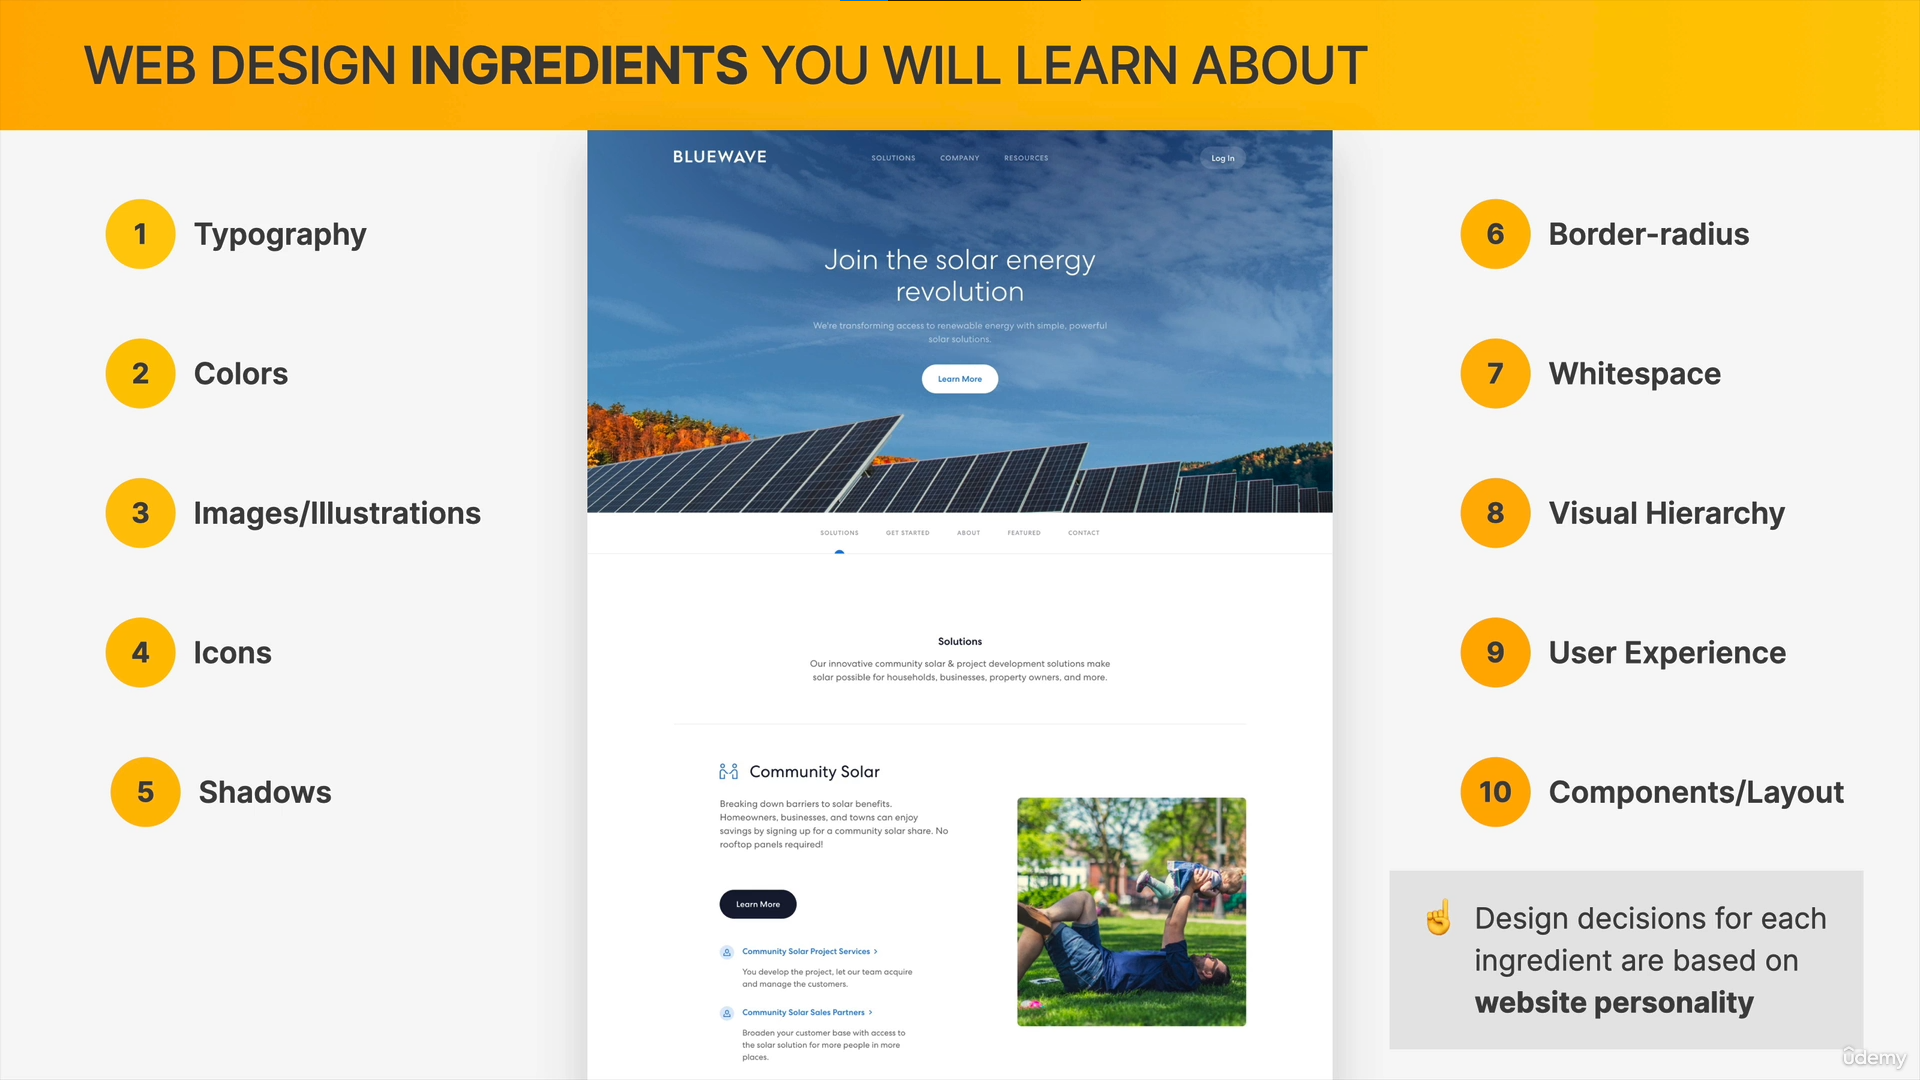 WEB DESIGN INGREDIENTS YOU WILL LEARN ABOUT
1 Typography
2 Colors
3 Images/Illustrations
4 Icons
5 Shadows
BLUEWAVE
SOLUTIONS COMPANY RESOURCES
Log In
Join the solar energy
revolution
We're transforming access to renewable energy with simple, powerful
solar solutions.
Learn More
SOLUTIONS GET STARTED ABOUT FEATURED CONTACT
Solutions
Our innovative community solar & project development solutions make
solar possible for households, businesses, property owners, and more.
Community Solar
Breaking down barriers to solar benefits.
Homeowners, businesses, and towns can enjoy
savings by signing up for a community solar share. No
rooftop panels required!
Learn More
Community Solar Project Services >
You develop the project, let our team acquire
and manage the customers.
Community Solar Sales Partners >
Broaden your customer base with access to
the solar solution for more people in more
places.
6 Border-radius
7 Whitespace
8 Visual Hierarchy
9 User Experience
10 Components/Layout
☝ Design decisions for each
ingredient are based on
website personality
ûdemy